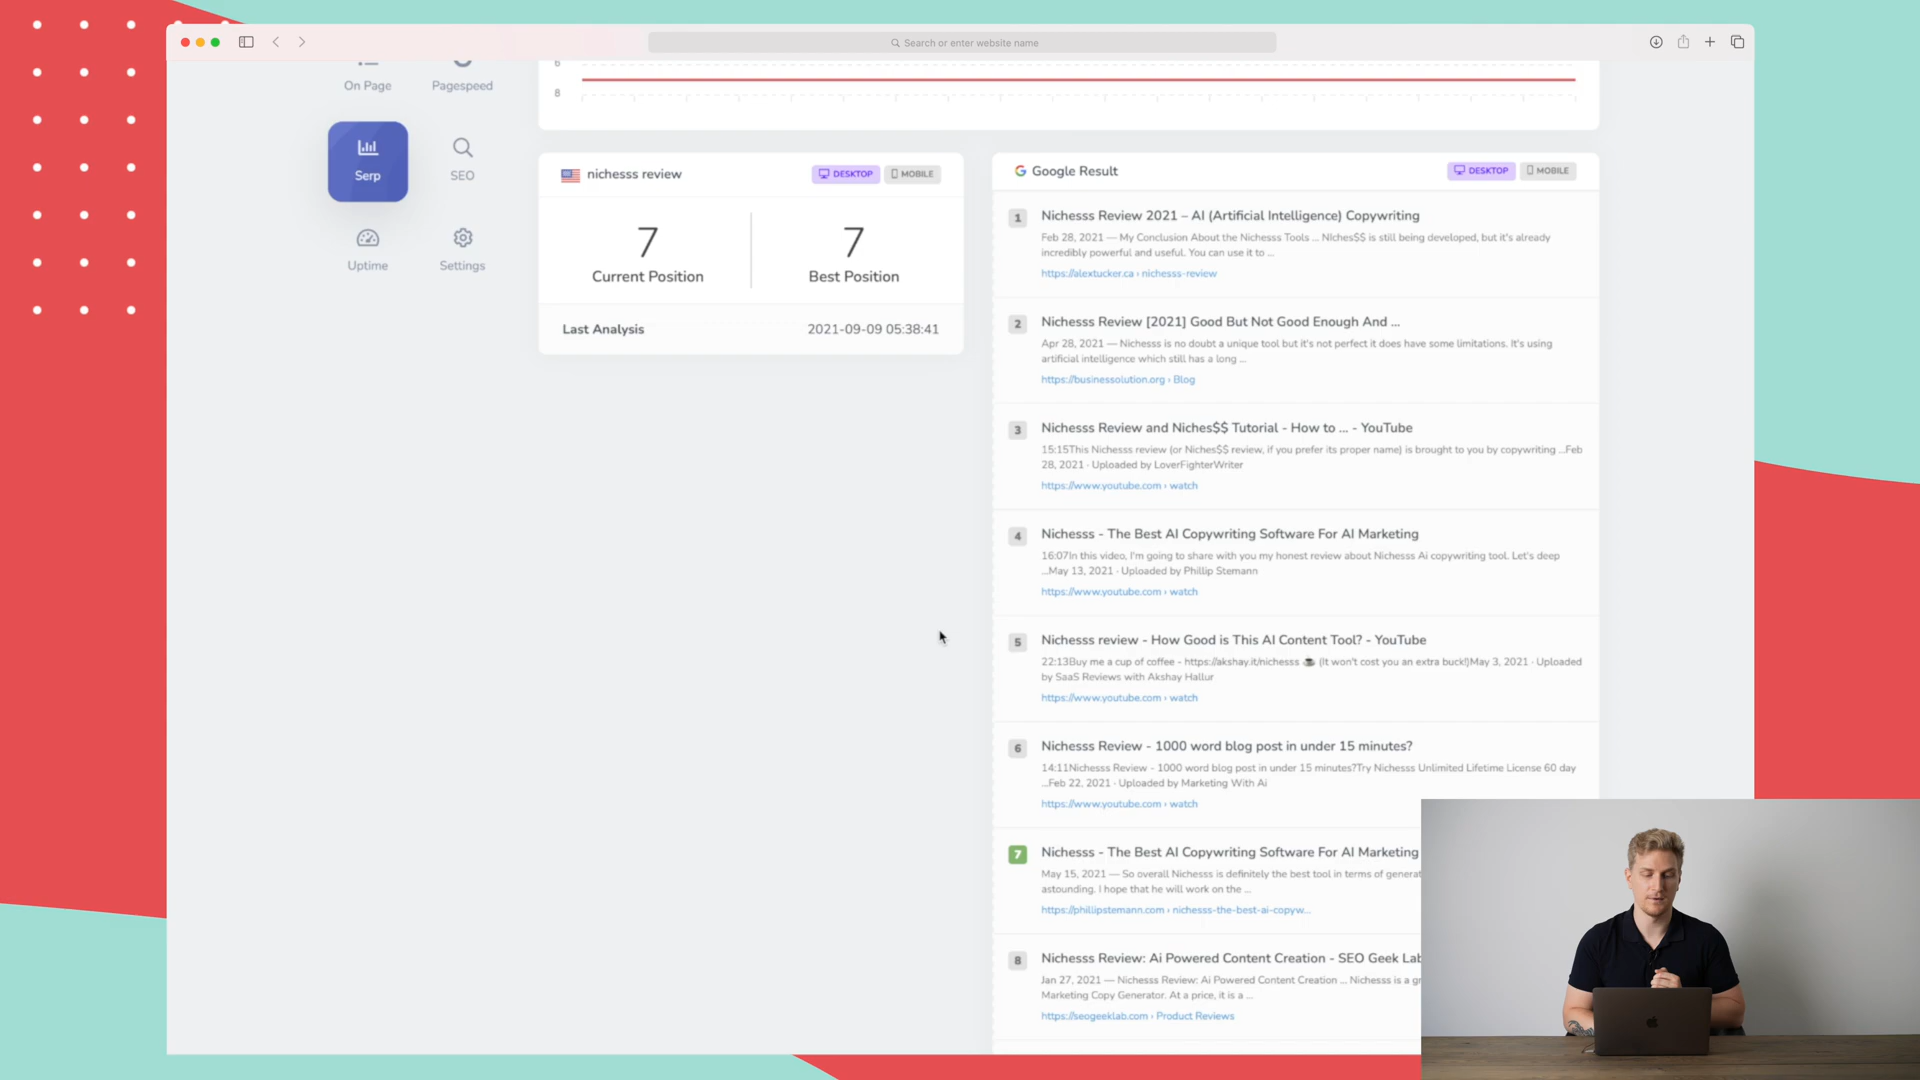 Search or enter website name
On Page
Pagespeed
Serp
SEO
Uptime
Settings
6
8
nichesss review
DESKTOP
MOBILE
7
Current Position
7
Best Position
Last Analysis
2021-09-09 05:38:41
Google Result
DESKTOP
MOBILE
1
Nichesss Review 2021 – AI (Artificial Intelligence) Copywriting
Feb 28, 2021 — My Conclusion About the Nichesss Tools ... NIches$$ is still being developed, but it's already
incredibly powerful and useful. You can use it to ...
https://alextucker.ca › nichesss-review
2
Nichesss Review [2021] Good But Not Good Enough And ...
Apr 28, 2021 — Nichesss is no doubt a unique tool but it's not perfect it does have some limitations. It's using
artificial intelligence which still has a long ...
https://businessolution.org › Blog
3
Nichesss Review and Niches$$ Tutorial - How to ... - YouTube
15:15This Nichesss review (or Niches$$ review, if you prefer its proper name) is brought to you by copywriting ...Feb
28, 2021 · Uploaded by LoverFighterWriter
https://www.youtube.com › watch
4
Nichesss - The Best AI Copywriting Software For AI Marketing
16:07In this video, I'm going to share with you my honest review about Nichesss Ai copywriting tool. Let's deep
...May 13, 2021 · Uploaded by Phillip Stemann
https://www.youtube.com › watch
5
Nichesss review - How Good is This AI Content Tool? - YouTube
22:13Buy me a cup of coffee - https://akshay.it/nichesss ☕ (It won't cost you an extra buck!)May 3, 2021 · Uploaded
by SaaS Reviews with Akshay Hallur
https://www.youtube.com › watch
6
Nichesss Review - 1000 word blog post in under 15 minutes?
14:11Nichesss Review - 1000 word blog post in under 15 minutes?Try Nichesss Unlimited Lifetime License 60 day
...Feb 22, 2021 · Uploaded by Marketing With Ai
https://www.youtube.com › watch
7
Nichesss - The Best AI Copywriting Software For AI Marketing
May 15, 2021 — So overall Nichesss is definitely the best tool in terms of generat
astounding. I hope that he will work on the ...
https://phillipstemann.com › nichesss-the-best-ai-copyw...
8
Nichesss Review: Ai Powered Content Creation - SEO Geek Lab
Jan 27, 2021 — Nichesss Review: Ai Powered Content Creation ... Nichesss is a gr
Marketing Copy Generator. At a price, it is a ...
https://seogeeklab.com › Product Reviews